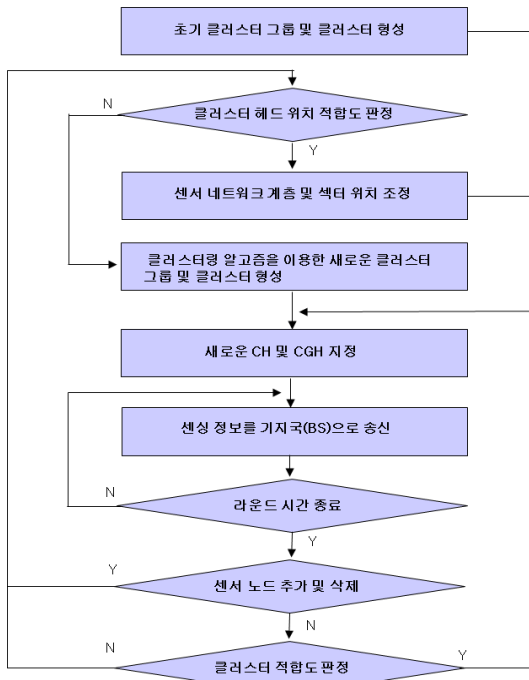 초기 클러스터 그룹 및 클러스터 형성
N
클러스터 헤드 위치 적합도 판정
Y
센서 네트워크 계층 및 섹터 위치 조정
클러스터링 알고즘을 이용한 새로운 클러스터
그룹 및 클러스터 형성
새로운 CH 및 CGH 지정
센싱 정보를 기지국(BS)으로 송신
N
라운드 시간 종료
Y
Y
센서 노드 추가 및 삭제
N
N
클러스터 적합도 판정
Y